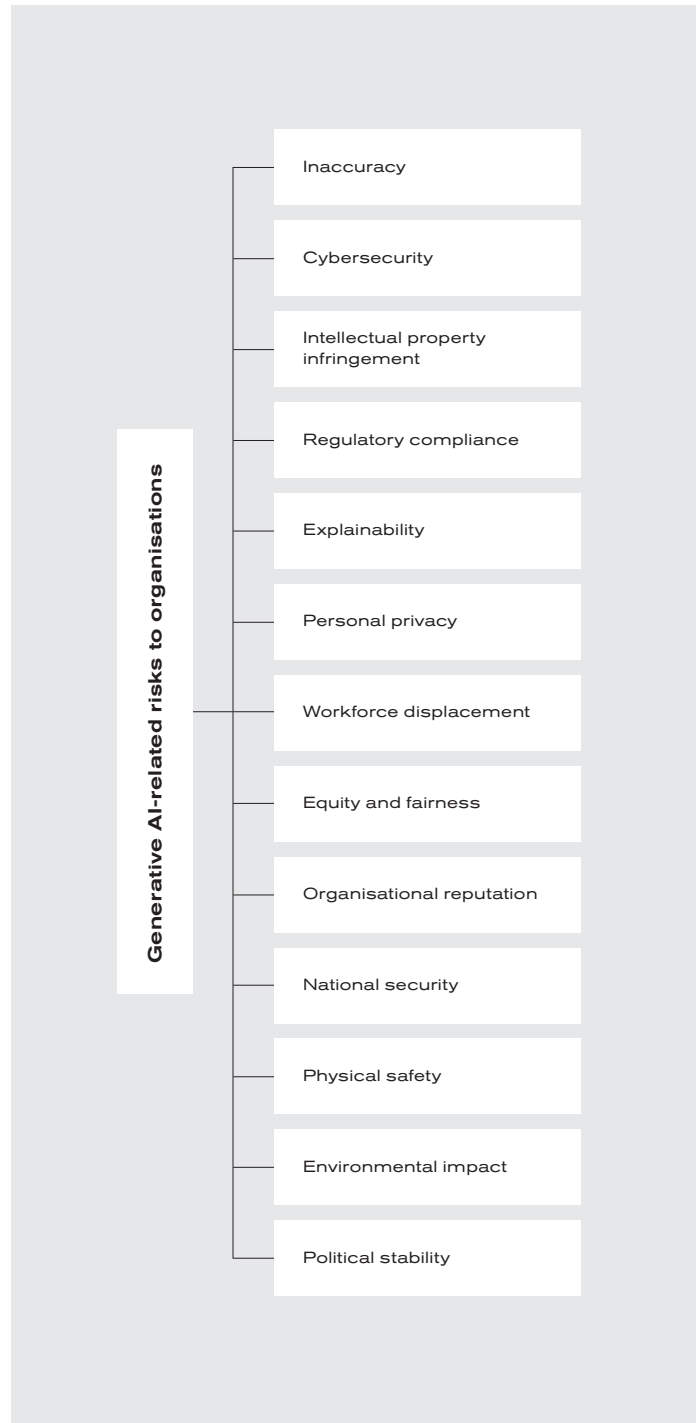 Generative AI-related risks to organisations
Inaccuracy
Cybersecurity
Intellectual property
infringement
Regulatory compliance
Explainability
Personal privacy
Workforce displacement
Equity and fairness
Organisational reputation
National security
Physical safety
Environmental impact
Political stability